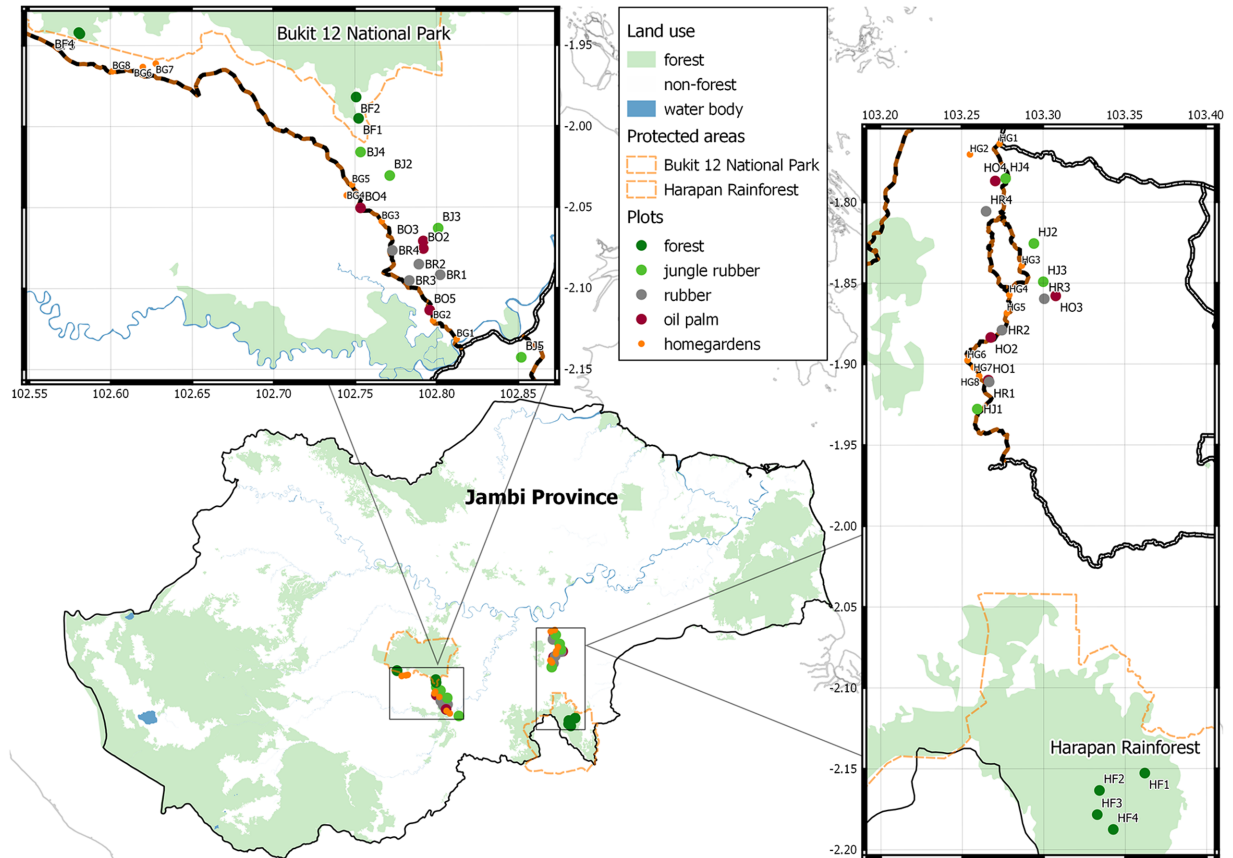 Bukit 12 National Park
BF4
BG8
BG6
BG7
BF2
BF1
BJ4
BJ2
BG5
BG4
BO4
BG3
BJ3
BO3
BO2
BR4
BR2
BR1
BR3
BO5
BG2
BG1
BJ5
-1.95
-2.00
-2.05
-2.10
-2.15
102.55
102.60
102.65
102.70
102.75
102.80
102.85
Land use
forest
non-forest
water body
Protected areas
Bukit 12 National Park
Harapan Rainforest
Plots
forest
jungle rubber
rubber
oil palm
homegardens
103.20
103.25
103.30
103.35
103.40
HG1
HG2
HO4
HJ4
HR4
HJ2
HG3
HJ3
HG4
HR3
HG5
HO3
HR2
HO2
HG6
HG7
HO1
HG8
HR1
HJ1
-1.80
-1.85
-1.90
-1.95
-2.00
-2.05
-2.10
-2.15
-2.20
Harapan Rainforest
HF2
HF1
HF3
HF4
Jambi Province